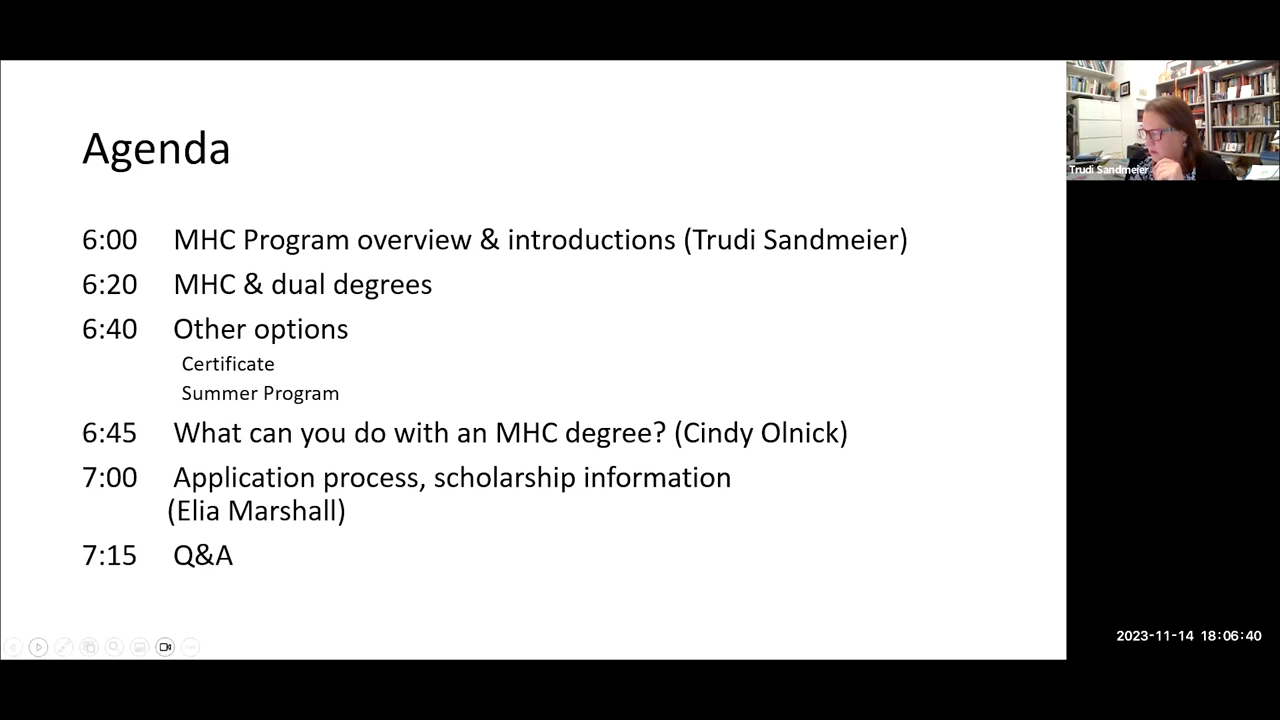 Agenda
6:00 MHC Program overview & introductions (Trudi Sandmeier)
6:20 MHC & dual degrees
6:40 Other options
Certificate
Summer Program
6:45 What can you do with an MHC degree? (Cindy Olnick)
7:00 Application process, scholarship information
(Elia Marshall)
7:15 Q&A
Trudi Sandmeier
2023-11-14 18:06:40